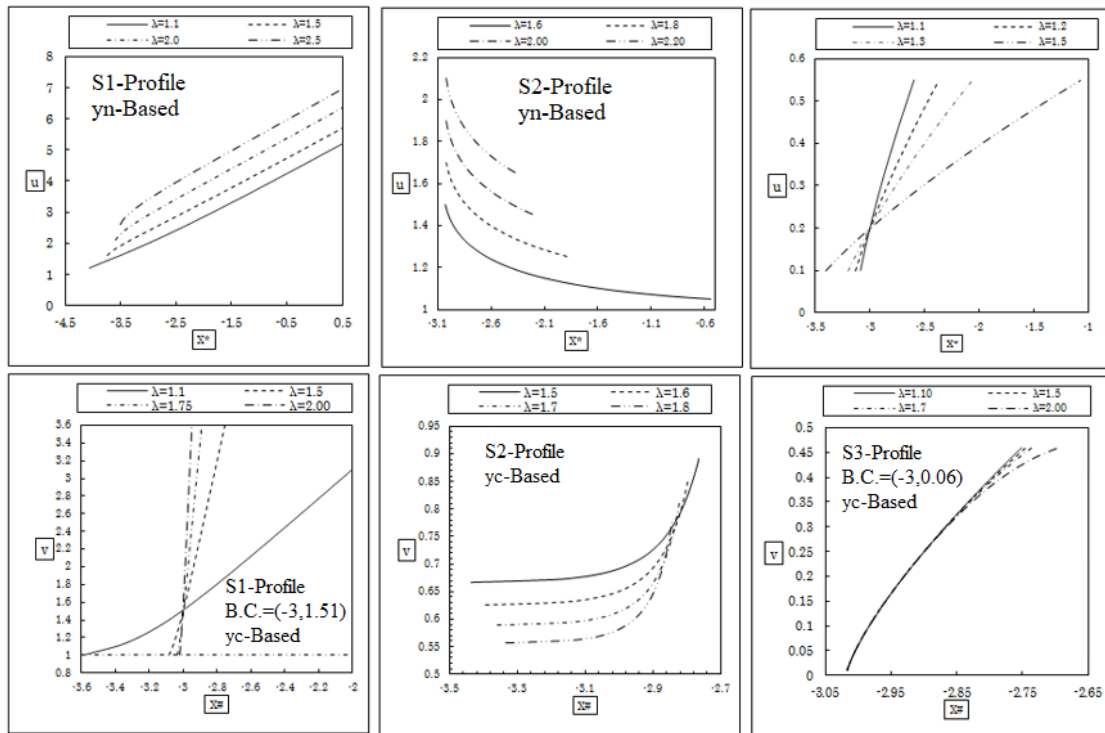 λ=1.1 λ=1.5
λ=2.0 λ=2.5
8
7
6
5
4
3
2
1
0
u
S1-Profile
yn-Based
-4.5 -3.5 -2.5 -1.5 -0.5 0.5
X*
λ=1.6 λ=1.8
λ=2.00 λ=2.20
2.2
2
1.8
1.6
1.4
1.2
1
u
S2-Profile
yn-Based
-3.1 -2.6 -2.1 -1.6 -1.1 -0.6
X*
λ=1.1 λ=1.2
λ=1.3 λ=1.5
0.6
0.5
0.4
0.3
0.2
0.1
0
u
-3.5 -3 -2.5 -2 -1.5 -1
X*
λ=1.1 λ=1.5
λ=1.75 λ=2.00
3.6
3.2
2.8
2.4
2
1.6
1.2
0.8
v
S1-Profile
B.C.=(-3,1.51)
yc-Based
-3.6 -3.4 -3.2 -3 -2.8 -2.6 -2.4 -2.2 -2
X#
λ=1.5 λ=1.6
λ=1.7 λ=1.8
0.95
0.9
0.85
0.8
0.75
0.7
0.65
0.6
0.55
0.5
v
S2-Profile
yc-Based
-3.5 -3.3 -3.1 -2.9 -2.7
X#
λ=1.10 λ=1.5
λ=1.7 λ=2.00
0.5
0.45
0.4
0.35
0.3
0.25
0.2
0.15
0.1
0.05
0
v
S3-Profile
B.C.=(-3,0.06)
yc-Based
-3.05 -2.95 -2.85 -2.75 -2.65
X#